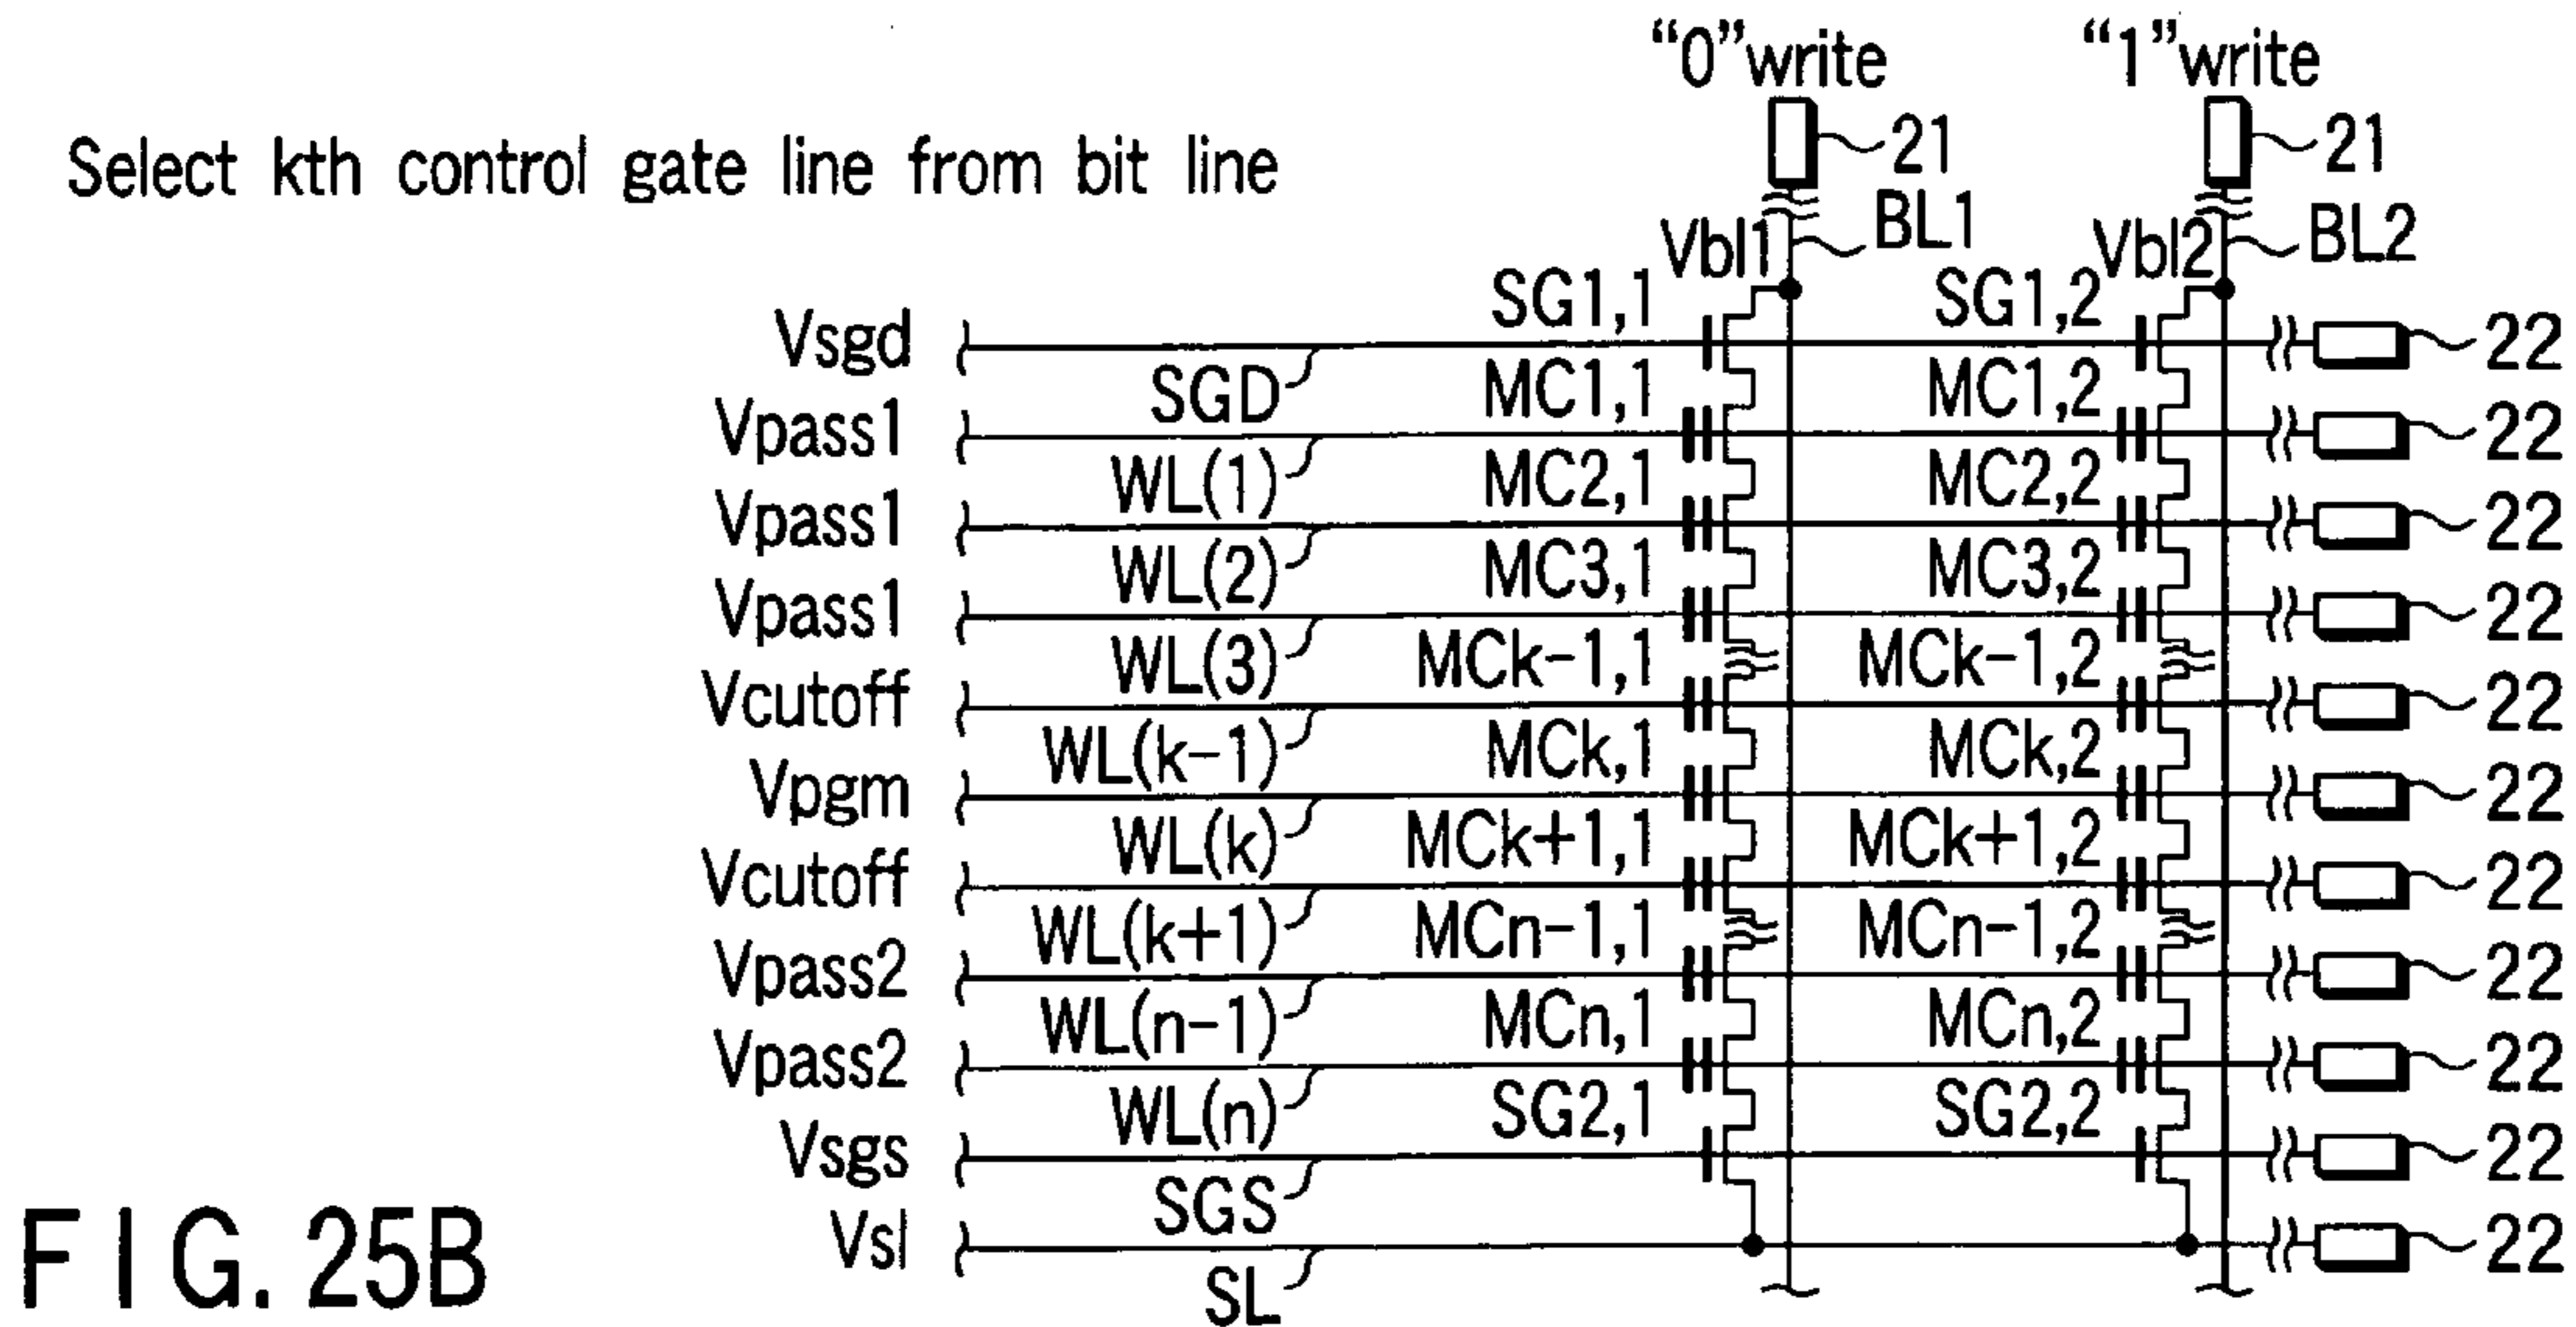 “0”write “1”write
Select kth control gate line from bit line 21 21
Vbl1 BL1 Vbl2 BL2
SG1,1 SG1,2
Vsgd 22
SGD MC1,1 MC1,2
Vpass1 22
WL(1) MC2,1 MC2,2
Vpass1 22
WL(2) MC3,1 MC3,2
Vpass1 22
WL(3) MCk-1,1 MCk-1,2
Vcutoff 22
WL(k-1) MCk,1 MCk,2
Vpgm 22
WL(k) MCk+1,1 MCk+1,2
Vcutoff 22
WL(k+1) MCn-1,1 MCn-1,2
Vpass2 22
WL(n-1) MCn,1 MCn,2
Vpass2 22
WL(n) SG2,1 SG2,2
Vsgs 22
SGS
Vsl 22
SL
FIG. 25B